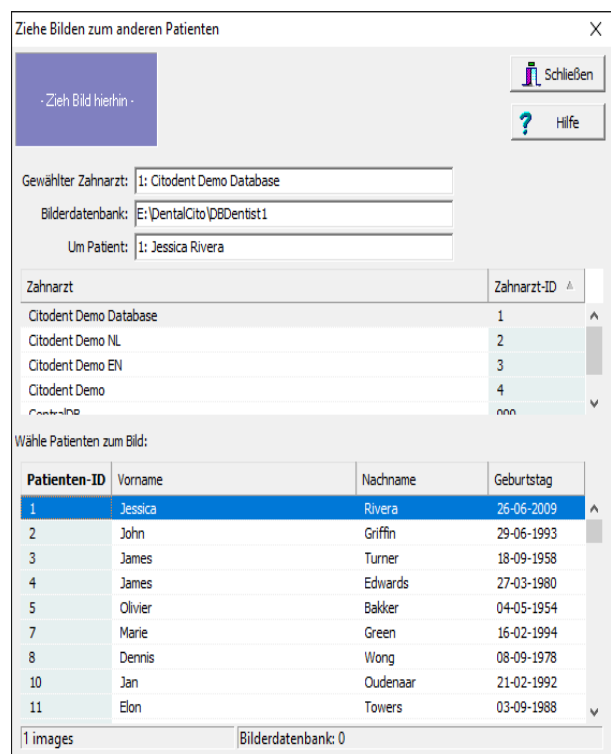 Ziehe Bilden zum anderen Patienten X
- Zieh Bild hierhin -
Schließen
? Hilfe
Gewählter Zahnarzt: 1: Citodent Demo Database
Bilderdatenbank: E:\DentalCito\DBDentist1
Um Patient: 1: Jessica Rivera
Zahnarzt Zahnarzt-ID
Citodent Demo Database 1
Citodent Demo NL 2
Citodent Demo EN 3
Citodent Demo 4
Wähle Patienten zum Bild:
Patienten-ID Vorname Nachname Geburtstag
1 Jessica Rivera 26-06-2009
2 John Griffin 29-06-1993
3 James Turner 18-09-1958
4 James Edwards 27-03-1980
5 Olivier Bakker 04-05-1954
7 Marie Green 16-02-1994
8 Dennis Wong 08-09-1978
10 Jan Oudenaar 21-02-1992
11 Elon Towers 03-09-1988
1 images Bilderdatenbank: 0